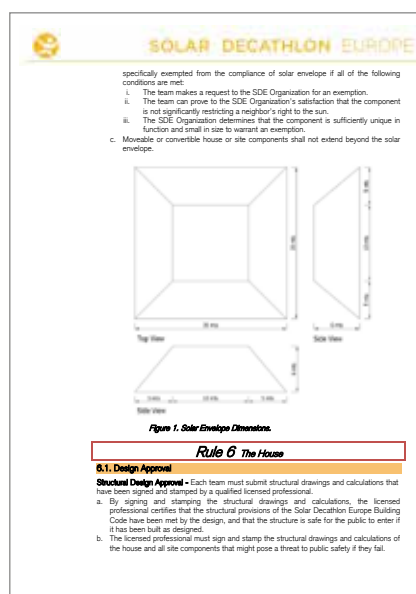 SOLAR DECATHLON EUROPE
specifically exempted from the compliance of solar envelope if all of the following
conditions are met:
i. The team makes a request to the SDE Organization for an exemption.
ii. The team can prove to the SDE Organization's satisfaction that the component
is not significantly restricting a neighbor's right to the sun.
iii. The SDE Organization determines that the component is sufficiently unique in
function and small in size to warrant an exemption.
c. Moveable or convertible house or site components shall not extend beyond the solar
envelope.
Top View
Side View
Side View
Figure 1. Solar Envelope Dimensions.
Rule 6 The House
6.1. Design Approval
Structural Design Approval - Each team must submit structural drawings and calculations that
have been signed and stamped by a qualified licensed professional.
a. By signing and stamping the structural drawings and calculations, the licensed
professional certifies that the structural provisions of the Solar Decathlon Europe Building
Code have been met by the design, and that the structure is safe for the public to enter if
it has been built as designed.
b. The licensed professional must sign and stamp the structural drawings and calculations of
the house and all site components that might pose a threat to public safety if they fail.